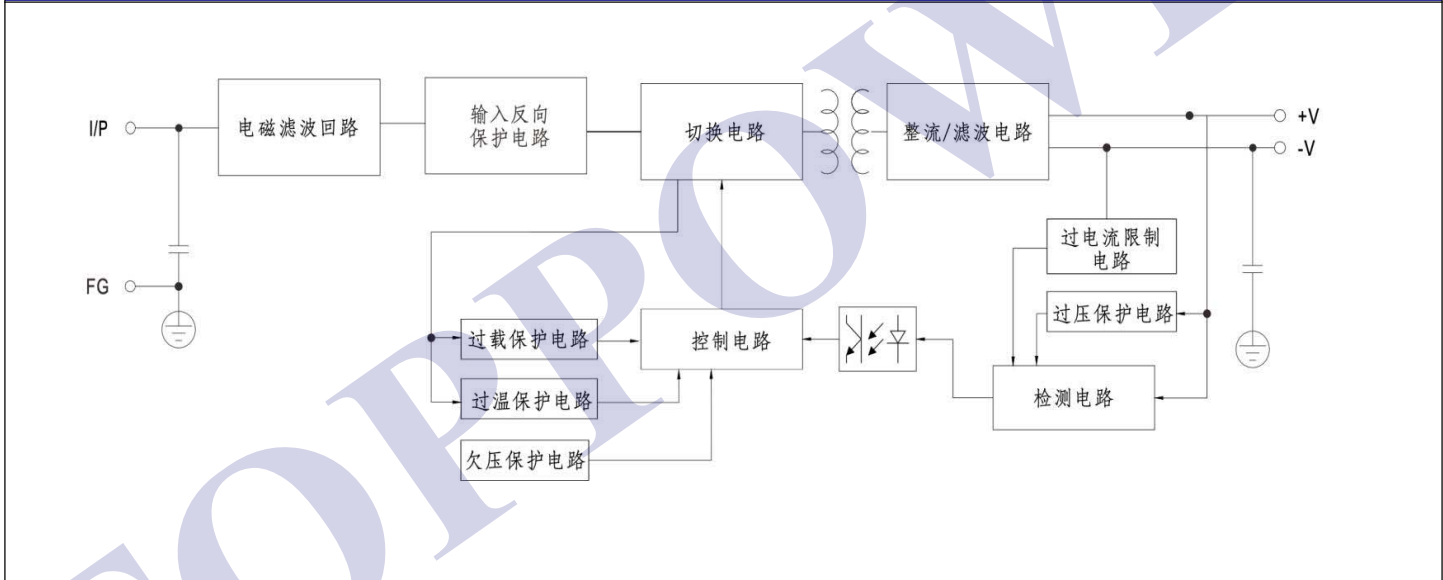 I/P
电磁滤波回路
输入反向
保护电路
切换电路
整流/滤波电路
+V
-V
过电流限制
电路
FG
过载保护电路
控制电路
过压保护电路
过温保护电路
检测电路
欠压保护电路
TOPPOWE